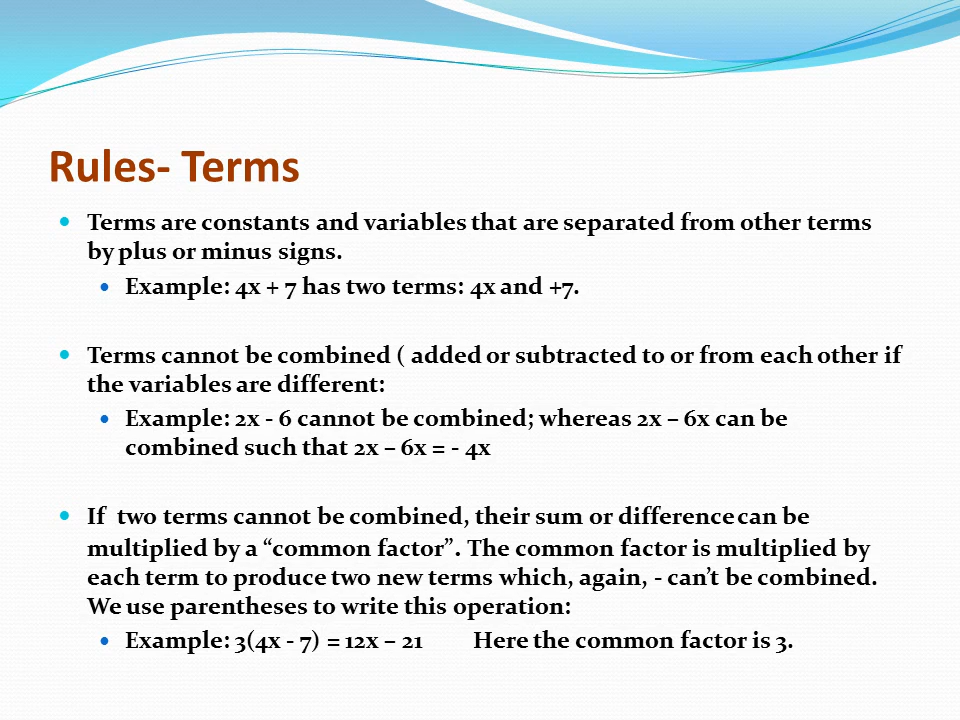 Rules- Terms
Terms are constants and variables that are separated from other terms
by plus or minus signs.
Example: 4x + 7 has two terms: 4x and +7.
Terms cannot be combined ( added or subtracted to or from each other if
the variables are different:
Example: 2x - 6 cannot be combined; whereas 2x – 6x can be
combined such that 2x – 6x = - 4x
If two terms cannot be combined, their sum or difference can be
multiplied by a “common factor”. The common factor is multiplied by
each term to produce two new terms which, again, - can’t be combined.
We use parentheses to write this operation:
Example: 3(4x - 7) = 12x – 21 Here the common factor is 3.